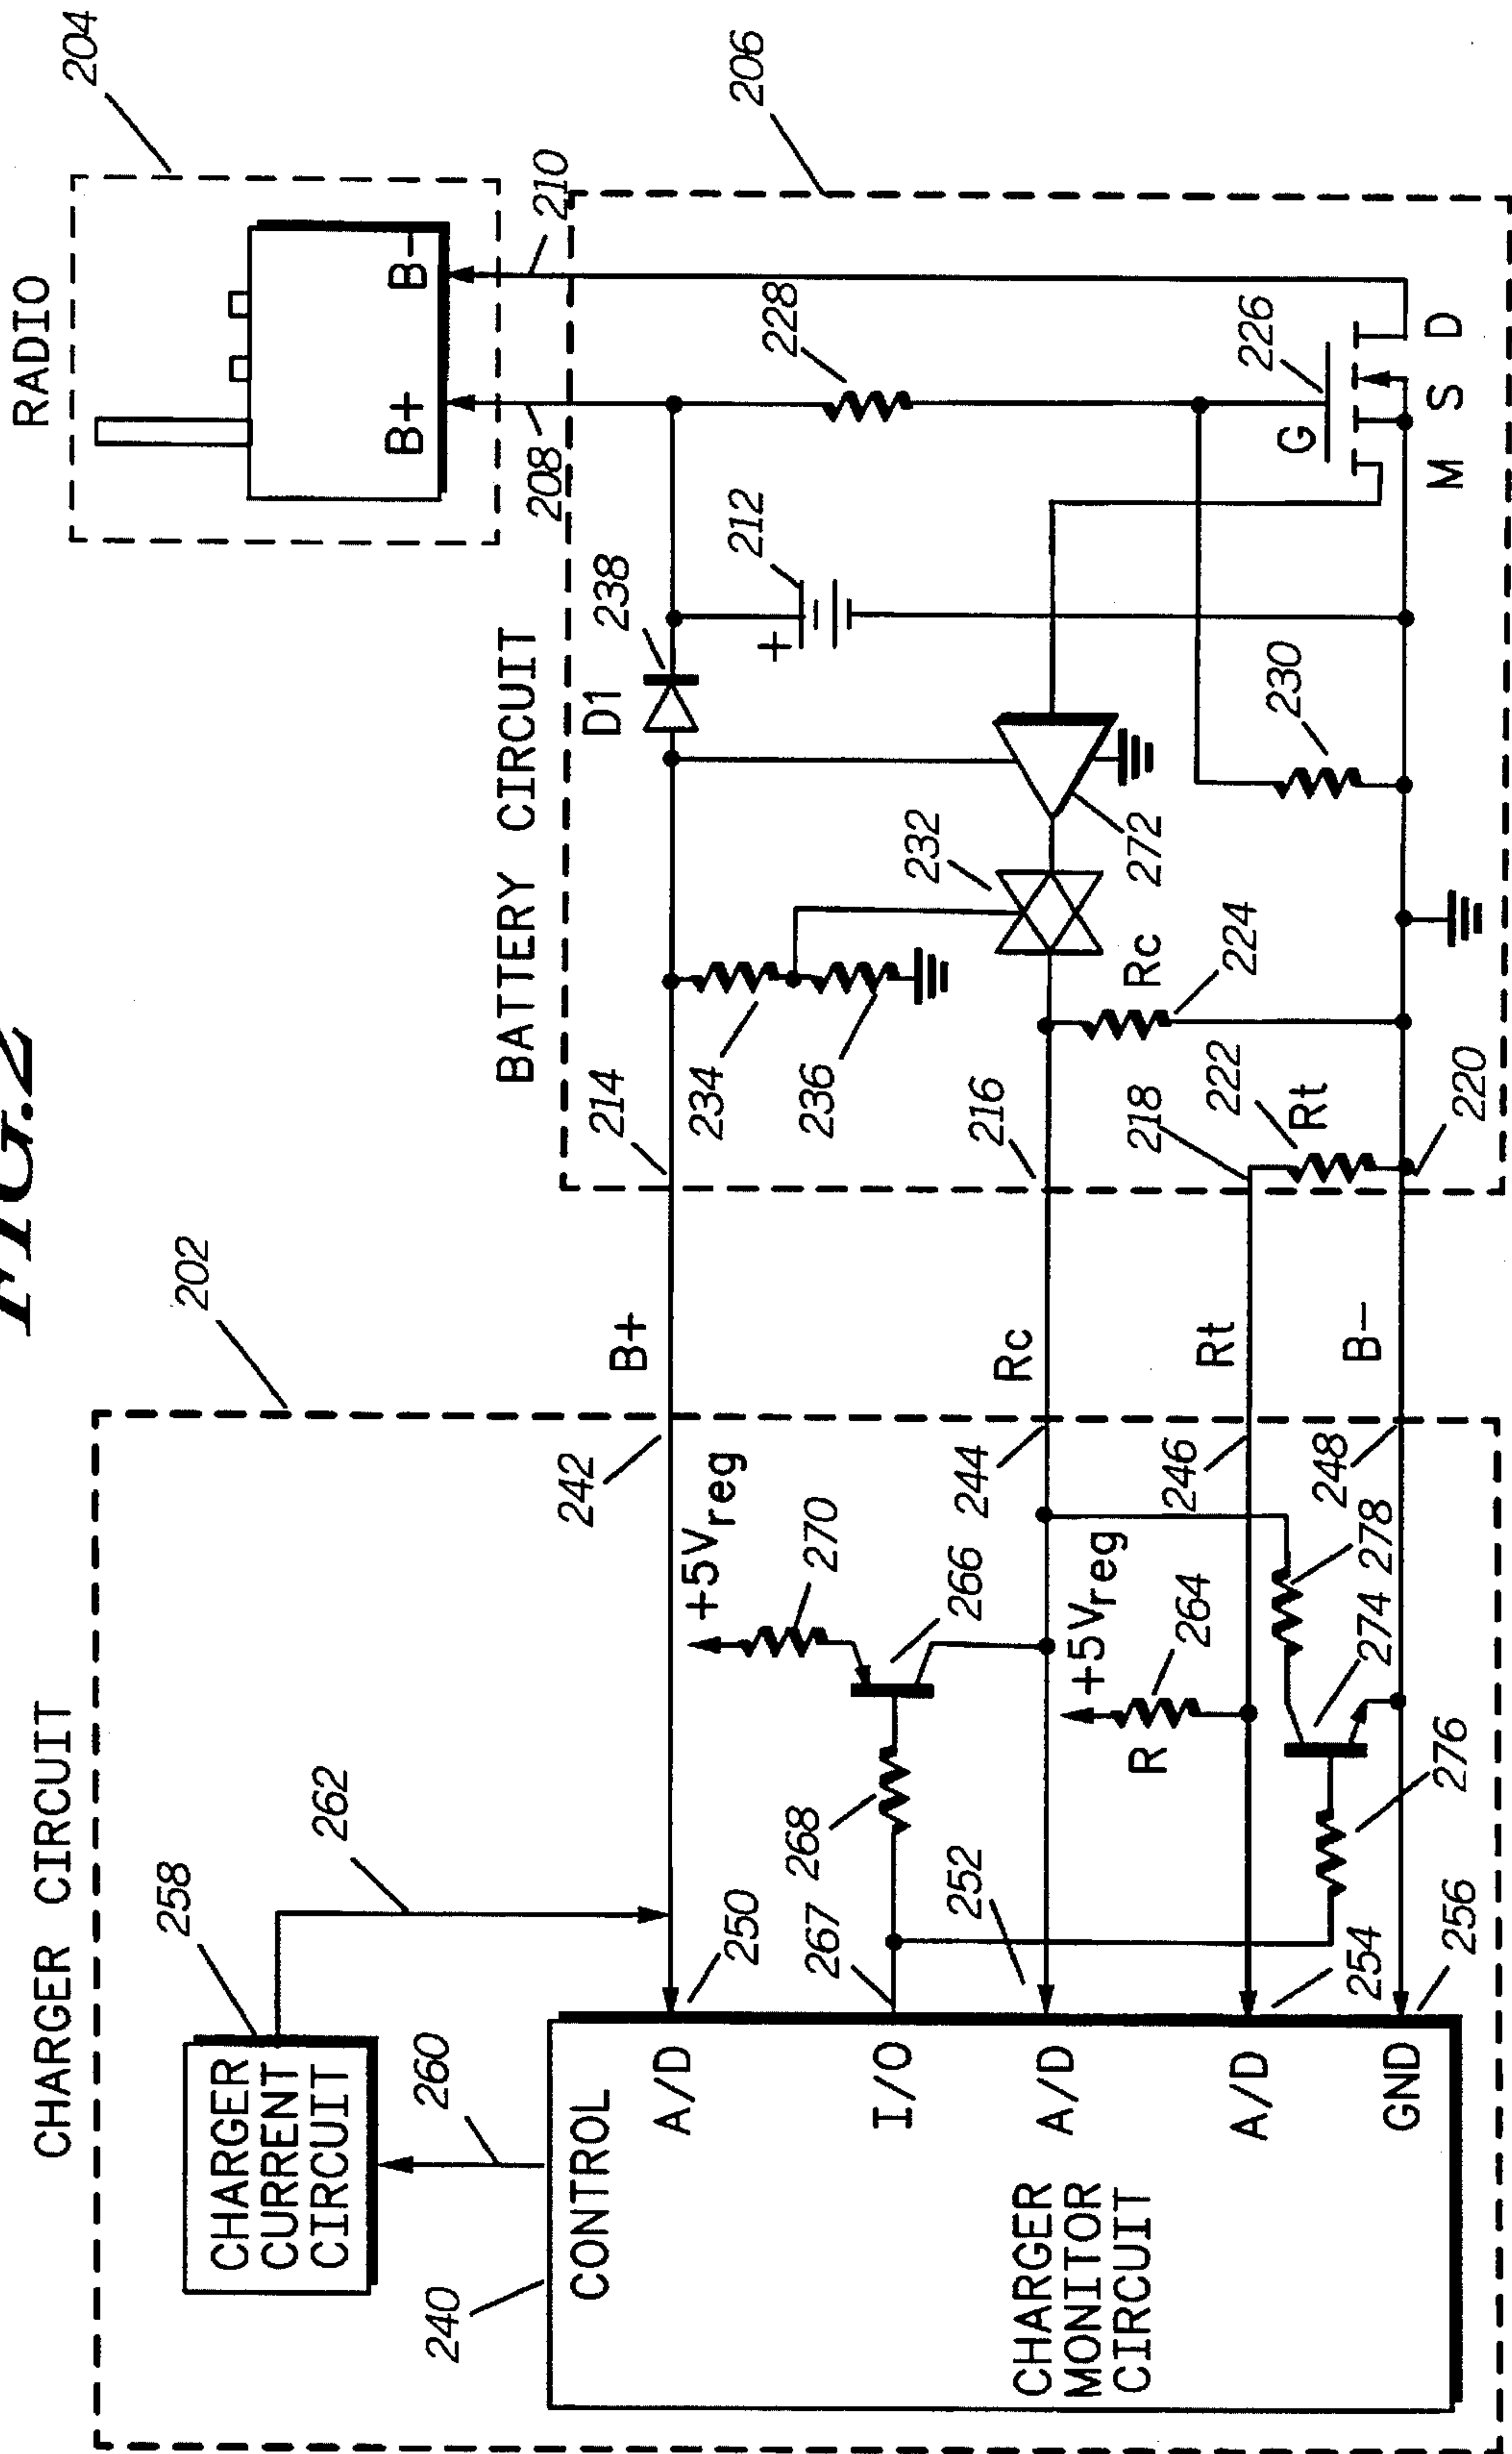 FIG.2
CHARGER CIRCUIT
202
258
CHARGER
CURRENT
CIRCUIT
262
260
240
CONTROL
A/D
I/O
A/D
A/D
GND
CHARGER
MONITOR
CIRCUIT
250
267
252
254
256
242
+5Vreg
270
266
268
244
+5Vreg
R
264
246
248
278
274
276
B+
Rc
Rt
B−
BATTERY CIRCUIT
214
234
236
216
218
222
Rt
220
Rc
224
232
272
D1
238
+
212
230
228
226
G
M
S
D
206
RADIO
204
B+
B−
208
210